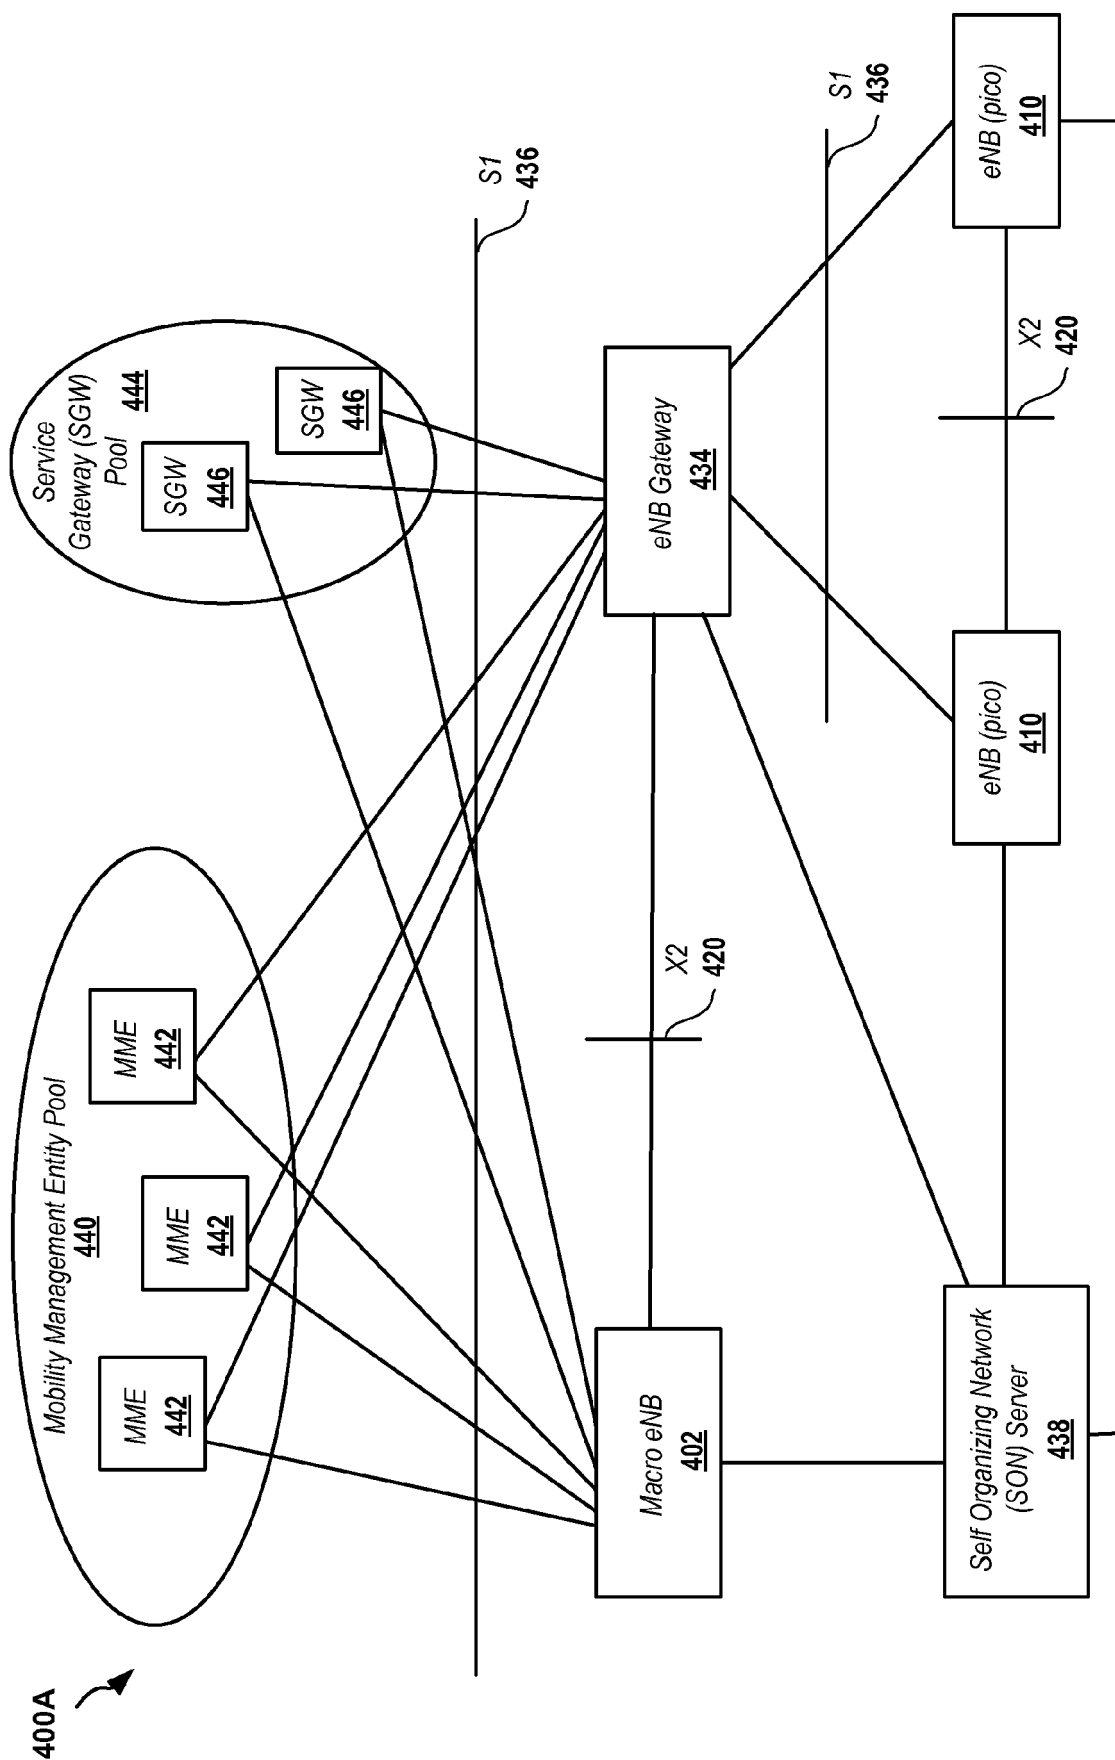 400A
Mobility Management Entity Pool
440
MME
442
MME
442
MME
442
Service
Gateway (SGW)
Pool
444
SGW
446
SGW
446
S1
436
Macro eNB
402
X2
420
eNB Gateway
434
S1
436
Self Organizing Network
(SON) Server
438
eNB (pico)
410
X2
420
eNB (pico)
410